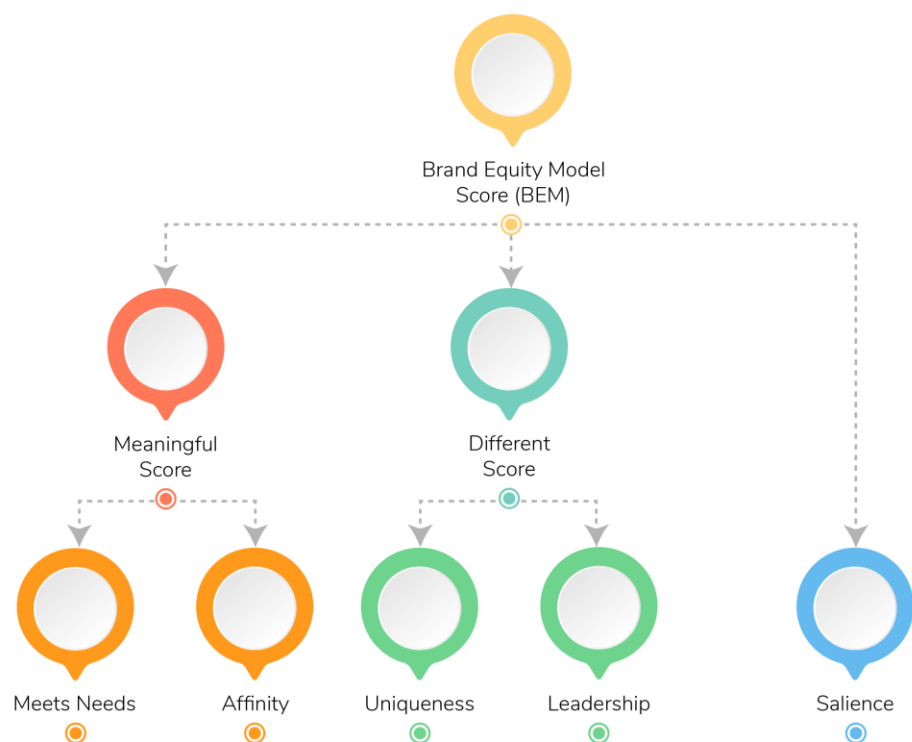 Brand Equity Model
Score (BEM)
Meaningful
Score
Different
Score
Meets Needs
Affinity
Uniqueness
Leadership
Salience